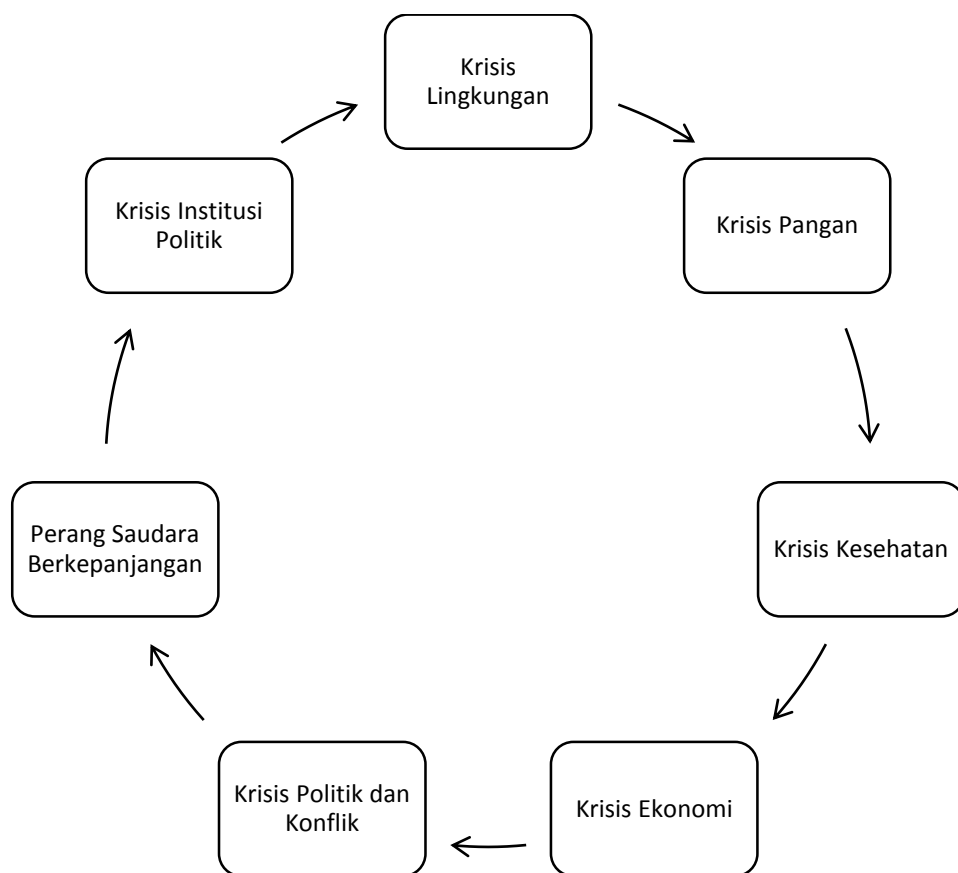 Krisis
Lingkungan
Krisis Pangan
Krisis Kesehatan
Krisis Ekonomi
Krisis Politik dan
Konflik
Perang Saudara
Berkepanjangan
Krisis Institusi
Politik